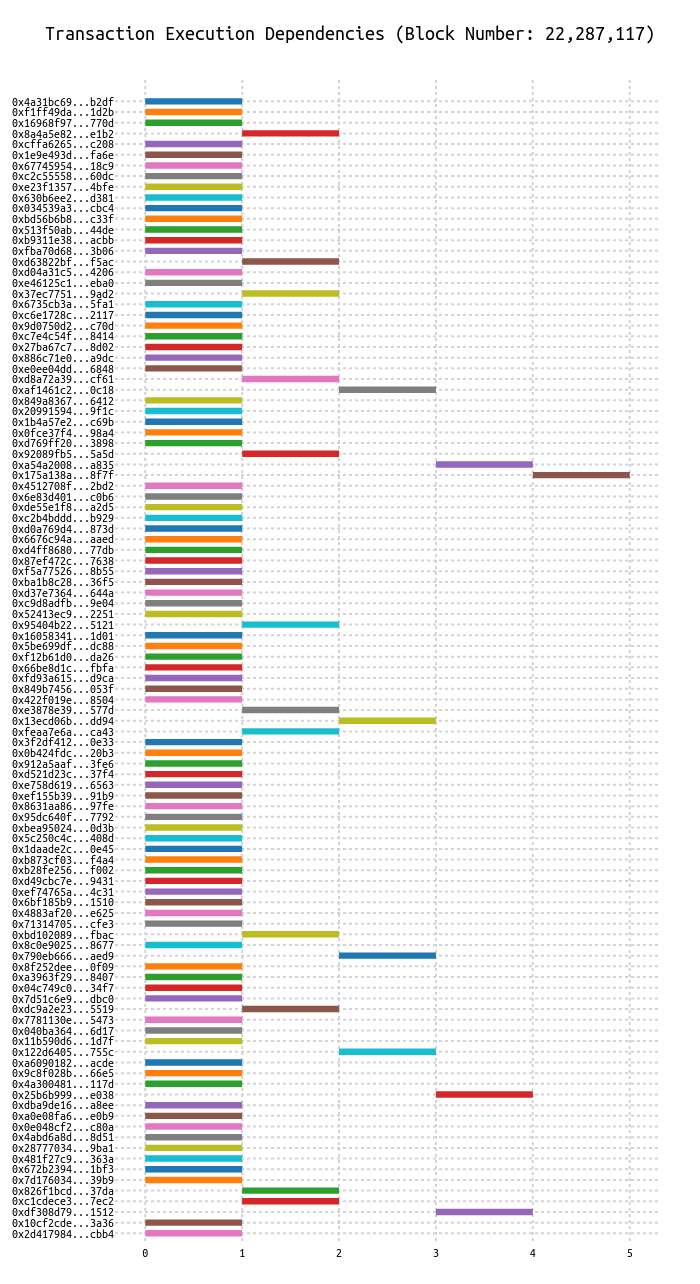 Transaction Execution Dependencies (Block Number: 22,287,117)
0x4a31bc69...b2df
0xf1ff49da...1d2b
0x16968f97...770d
0x8a4a5e82...e1b2
0xcffa6265...c208
0x1e9e493d...fa6e
0x67745954...18c9
0xc2c55558...60dc
0xe23f1357...4bfe
0x630b6ee2...d381
0x034539a3...cbc4
0xbd56b6b8...c33f
0x513f50ab...44de
0xb9311e38...acbb
0xfba70d68...3b06
0xd63822bf...f5ac
0xd04a31c5...4206
0xe46125c1...eba0
0x37ec7751...9ad2
0x6735cb3a...5fa1
0xc6e1728c...2117
0x9d0750d2...c70d
0xc7e4c54f...8414
0x27ba67c7...8d02
0x886c71e0...a9dc
0xe0ee04dd...6848
0xd8a72a39...cf61
0xaf1461c2...0c18
0x849a8367...6412
0x20991594...9f1c
0x1b4a57e2...c69b
0x0fce37f4...98a4
0xd769ff20...3898
0x92089fb5...5a5d
0xa54a2008...a835
0x175a138a...8f7f
0x4512708f...2bd2
0x6e83d401...c0b6
0xde55e1f8...a2d5
0xc2b4bddd...b929
0xd0a769d4...873d
0x6676c94a...aaed
0xd4ff8680...77db
0x87ef472c...7638
0xf5a77526...8b55
0xba1b8c28...36f5
0xd37e7364...644a
0xc9d8adfb...9e04
0x52413ec9...2251
0x95404b22...5121
0x16058341...1d01
0x5be699df...dc88
0xf12b61d0...da26
0x66be8d1c...fbfa
0xfd93a615...d9ca
0x849b7456...053f
0x422f019e...8504
0xe3878e39...577d
0x13ecd06b...dd94
0xfeaa7e6a...ca43
0x3f2df412...0e33
0x0b424fdc...20b3
0x912a5aaf...3fe6
0xd521d23c...37f4
0xe758d619...6563
0xef155b39...91b9
0x8631aa86...97fe
0x95dc640f...7792
0xbea95024...0d3b
0x5c250c4c...408d
0x1daade2c...0e45
0xb873cf03...f4a4
0xb28fe256...f002
0xd49cbc7e...9431
0xef74765a...4c31
0x6bf185b9...1510
0x4883af20...e625
0x71314705...cfe3
0xbd102089...fbac
0x8c0e9025...8677
0x790eb666...aed9
0x8f252dee...0f09
0xa3963f29...8407
0x04c749c0...34f7
0x7d51c6e9...dbc0
0xdc9a2e23...5519
0x7781130e...5473
0x040ba364...6d17
0x11b590d6...1d7f
0x122d6405...755c
0xa6090182...acde
0x9c8f028b...66e5
0x4a300481...117d
0x25b6b999...e038
0xdba9de16...a8ee
0xa0e08fa6...e0b9
0x0e048cf2...c80a
0x4abd6a8d...8d51
0x28777034...9ba1
0x481f27c9...363a
0x672b2394...1bf3
0x7d176034...39b9
0x826f1bcd...37da
0xc1cdece3...7ec2
0xdf308d79...1512
0x10cf2cde...3a36
0x2d417984...cbb4
0 1 2 3 4 5